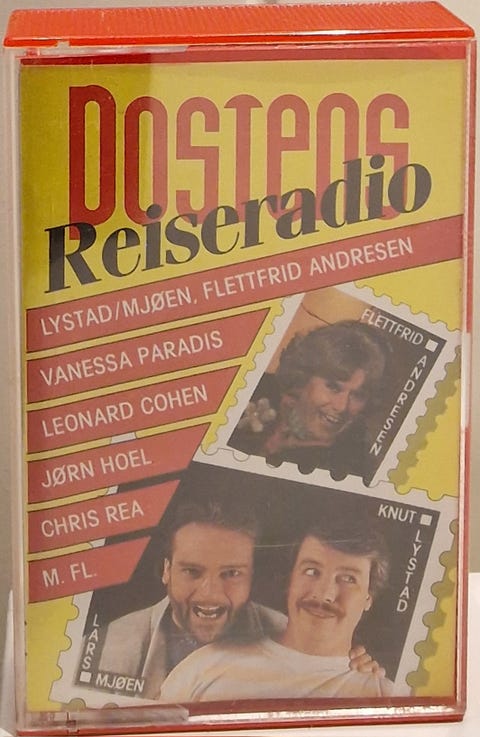 Dostens
Reiseradio
LYSTAD/MJØEN, FLETTFRID ANDRESEN
VANESSA PARADIS
LEONARD COHEN
JØRN HOEL
CHRIS REA
M. FL.
FLETTFRID
ANDRESEN
KNUT
LYSTAD
LARS
MJØEN